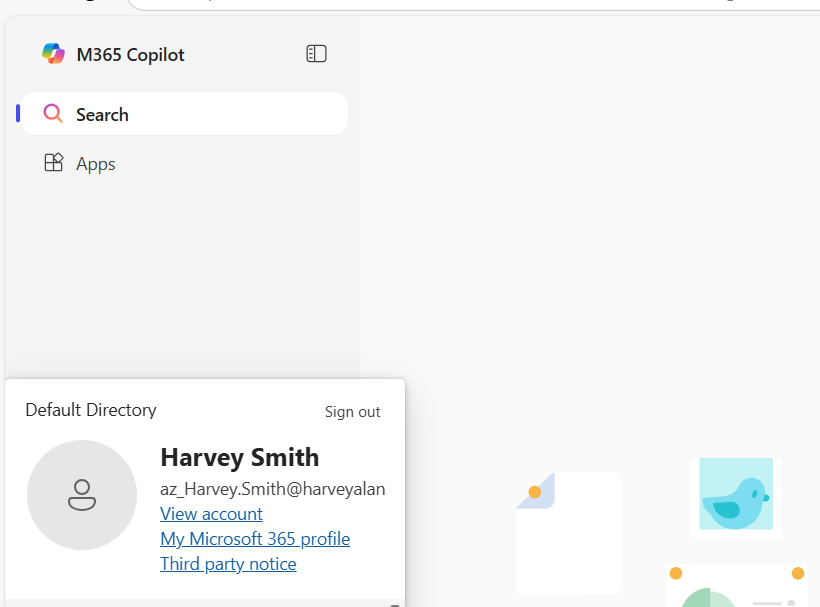 M365 Copilot
Search
Apps
Default Directory
Sign out
Harvey Smith
az_Harvey.Smith@harveyalan
View account
My Microsoft 365 profile
Third party notice